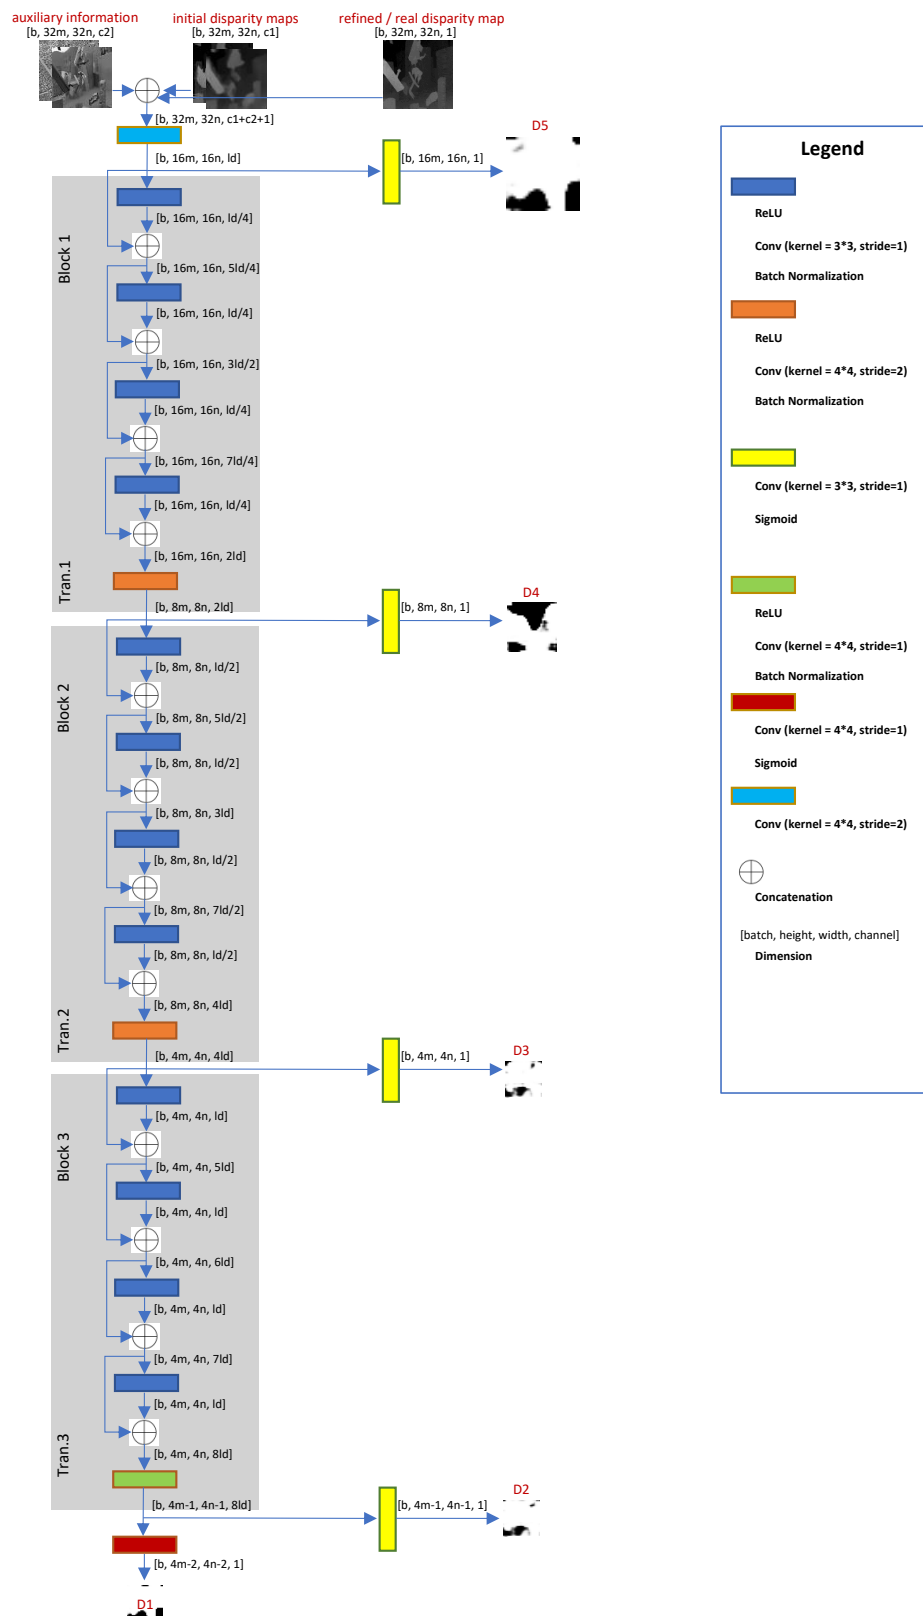 auxiliary information
[b, 32m, 32n, c2]
initial disparity maps
[b, 32m, 32n, c1]
refined / real disparity map
[b, 32m, 32n, 1]
[b, 32m, 32n, c1+c2+1]
[b, 16m, 16n, ld]
[b, 16m, 16n, 1]
D5
Block 1
[b, 16m, 16n, ld/4]
[b, 16m, 16n, 5ld/4]
[b, 16m, 16n, ld/4]
[b, 16m, 16n, 3ld/2]
[b, 16m, 16n, ld/4]
[b, 16m, 16n, 7ld/4]
[b, 16m, 16n, ld/4]
[b, 16m, 16n, 2ld]
Tran.1
[b, 8m, 8n, 2ld]
[b, 8m, 8n, 1]
D4
Block 2
[b, 8m, 8n, ld/2]
[b, 8m, 8n, 5ld/2]
[b, 8m, 8n, ld/2]
[b, 8m, 8n, 3ld]
[b, 8m, 8n, ld/2]
[b, 8m, 8n, 7ld/2]
[b, 8m, 8n, ld/2]
[b, 8m, 8n, 4ld]
Tran.2
[b, 4m, 4n, 4ld]
[b, 4m, 4n, 1]
D3
Block 3
[b, 4m, 4n, ld]
[b, 4m, 4n, 5ld]
[b, 4m, 4n, ld]
[b, 4m, 4n, 6ld]
[b, 4m, 4n, ld]
[b, 4m, 4n, 7ld]
[b, 4m, 4n, ld]
[b, 4m, 4n, 8ld]
Tran.3
[b, 4m-1, 4n-1, 8ld]
[b, 4m-1, 4n-1, 1]
D2
[b, 4m-2, 4n-2, 1]
D1
Legend
ReLU
Conv (kernel = 3*3, stride=1)
Batch Normalization
ReLU
Conv (kernel = 4*4, stride=2)
Batch Normalization
Conv (kernel = 3*3, stride=1)
Sigmoid
ReLU
Conv (kernel = 4*4, stride=1)
Batch Normalization
Conv (kernel = 4*4, stride=1)
Sigmoid
Conv (kernel = 4*4, stride=2)
Concatenation
[batch, height, width, channel]
Dimension